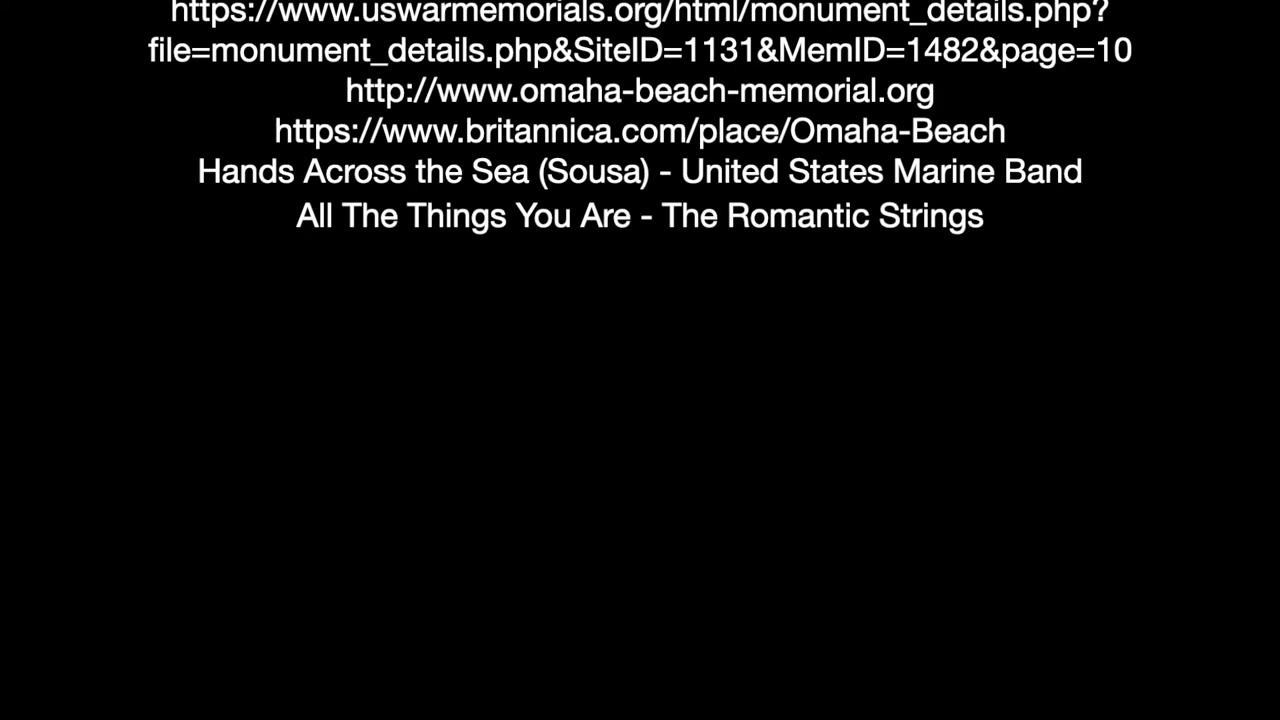 https://www.uswarmemorials.org/html/monument_details.php?
file=monument_details.php&SiteID=1131&MemID=1482&page=10
http://www.omaha-beach-memorial.org
https://www.britannica.com/place/Omaha-Beach
Hands Across the Sea (Sousa) - United States Marine Band
All The Things You Are - The Romantic Strings